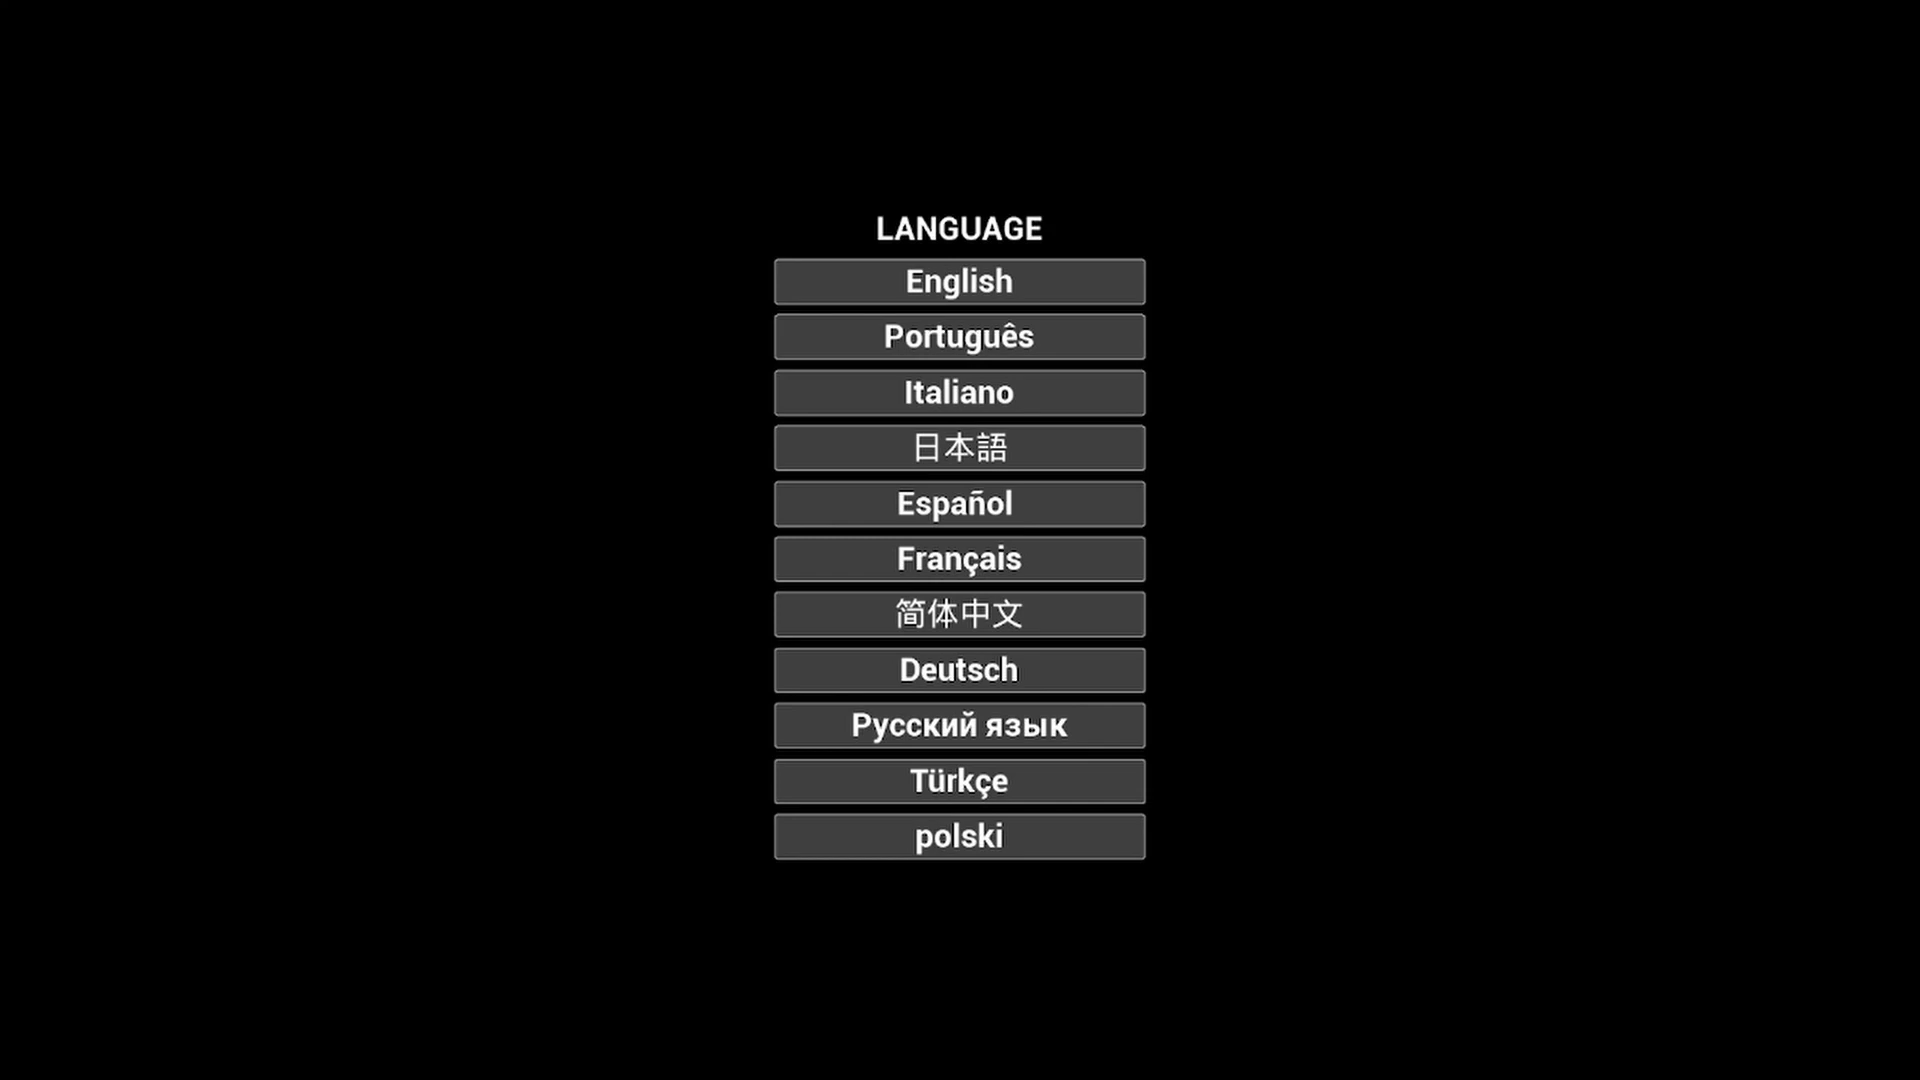 LANGUAGE
English
Português
Italiano
日本語
Español
Français
简体中文
Deutsch
Русский язык
Türkçe
polski